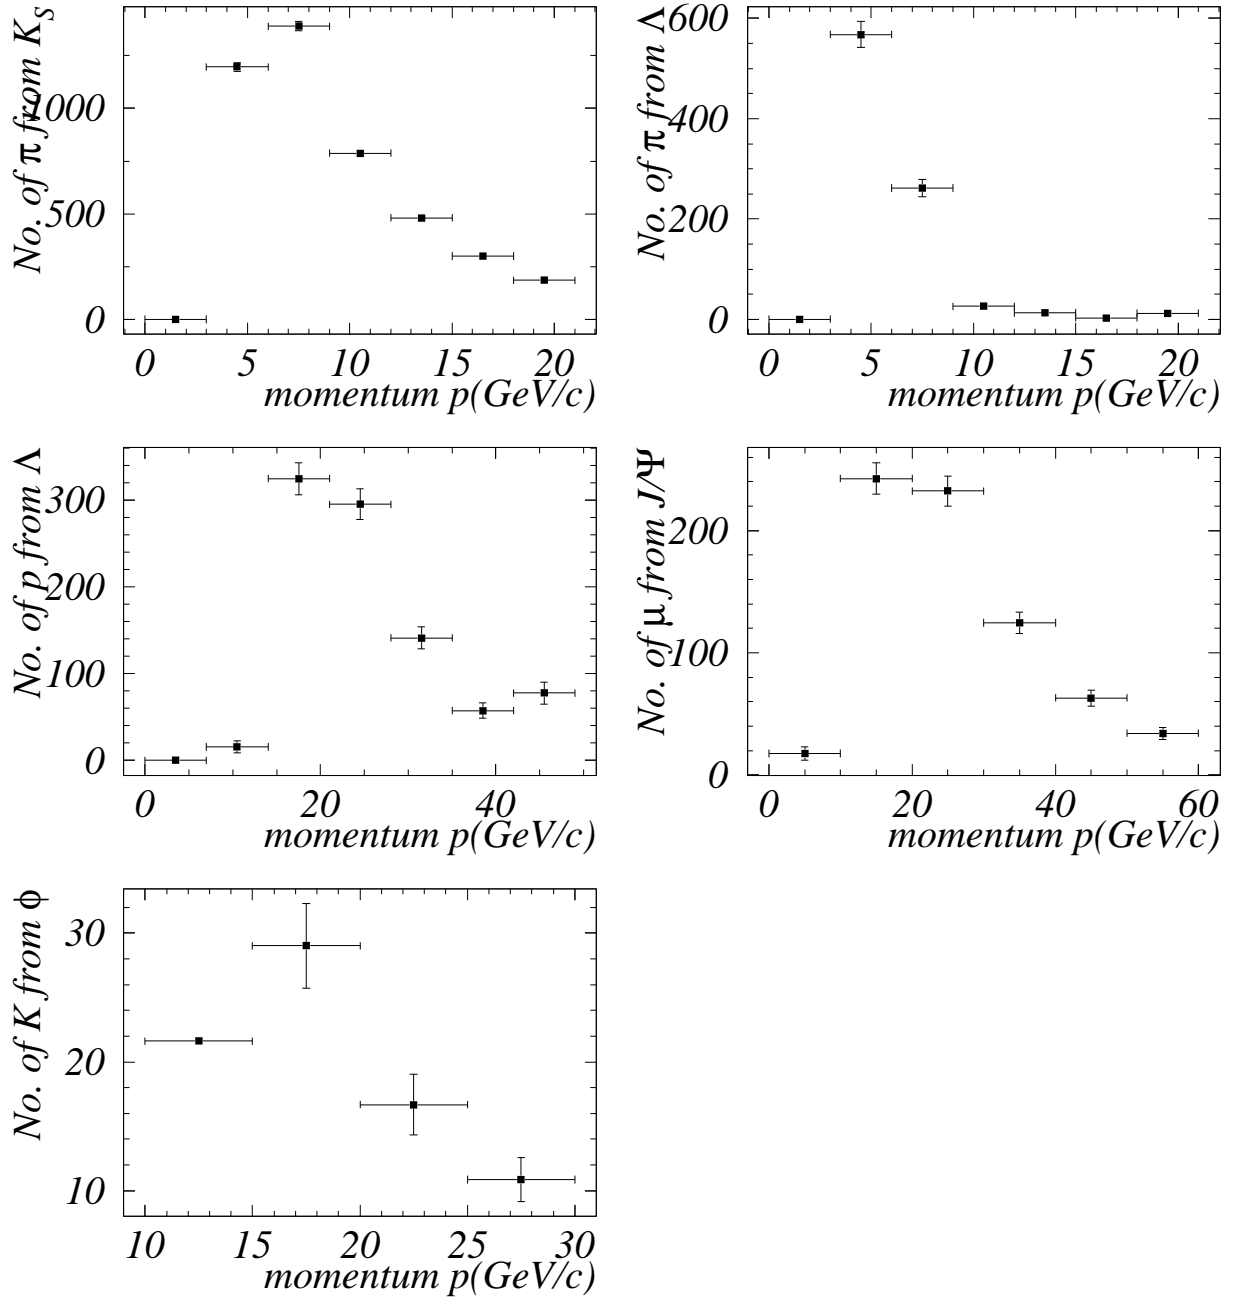 No. of π from K_S
1000
500
0
0 5 10 15 20
momentum p(GeV/c)
No. of π from Λ
600
400
200
0
0 5 10 15 20
momentum p(GeV/c)
No. of p from Λ
300
200
100
0
0 20 40
momentum p(GeV/c)
No. of μ from J/Ψ
200
100
0
0 20 40 60
momentum p(GeV/c)
No. of K from ϕ
30
20
10
10 15 20 25 30
momentum p(GeV/c)